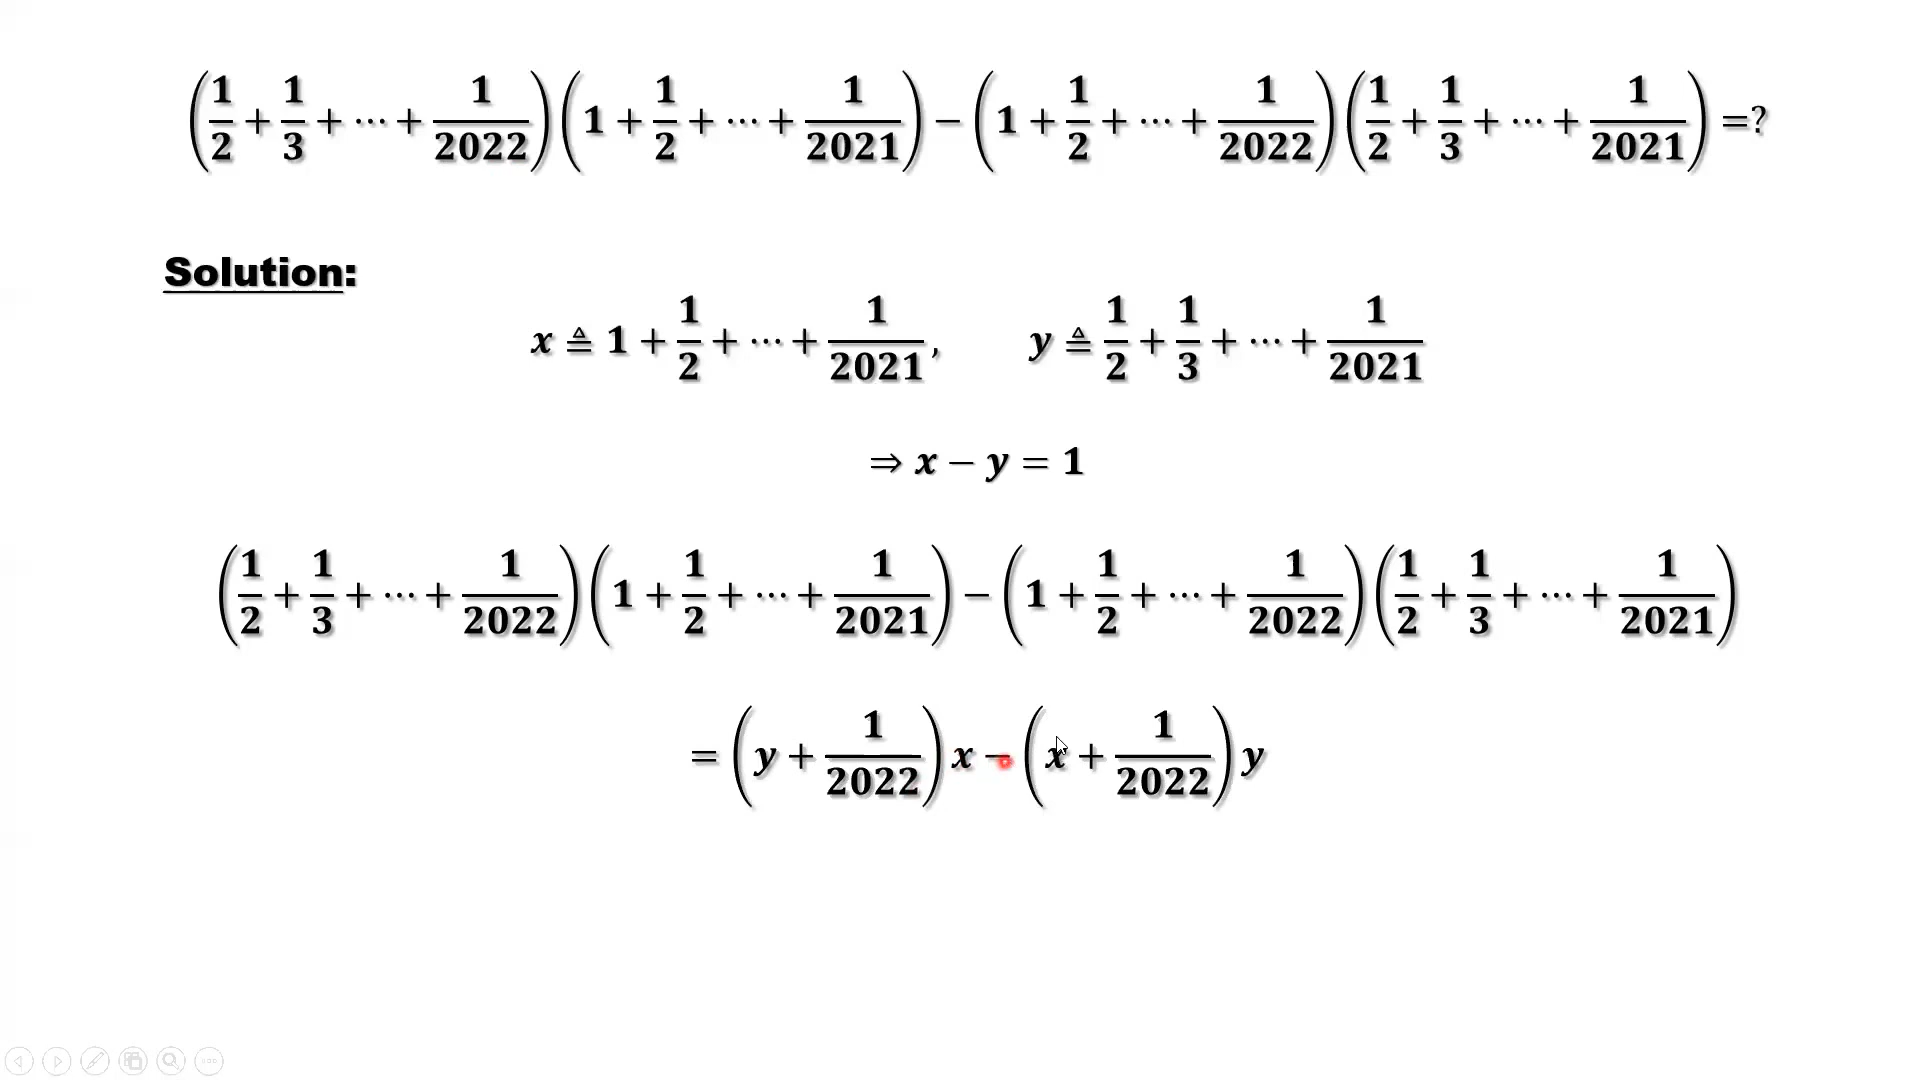 (1/2 + 1/3 + ⋯ + 1/2022)(1 + 1/2 + ⋯ + 1/2021) − (1 + 1/2 + ⋯ + 1/2022)(1/2 + 1/3 + ⋯ + 1/2021) =?
Solution:
x ≜ 1 + 1/2 + ⋯ + 1/2021, y ≜ 1/2 + 1/3 + ⋯ + 1/2021
⇒ x − y = 1
(1/2 + 1/3 + ⋯ + 1/2022)(1 + 1/2 + ⋯ + 1/2021) − (1 + 1/2 + ⋯ + 1/2022)(1/2 + 1/3 + ⋯ + 1/2021)
= (y + 1/2022) x − (x + 1/2022) y